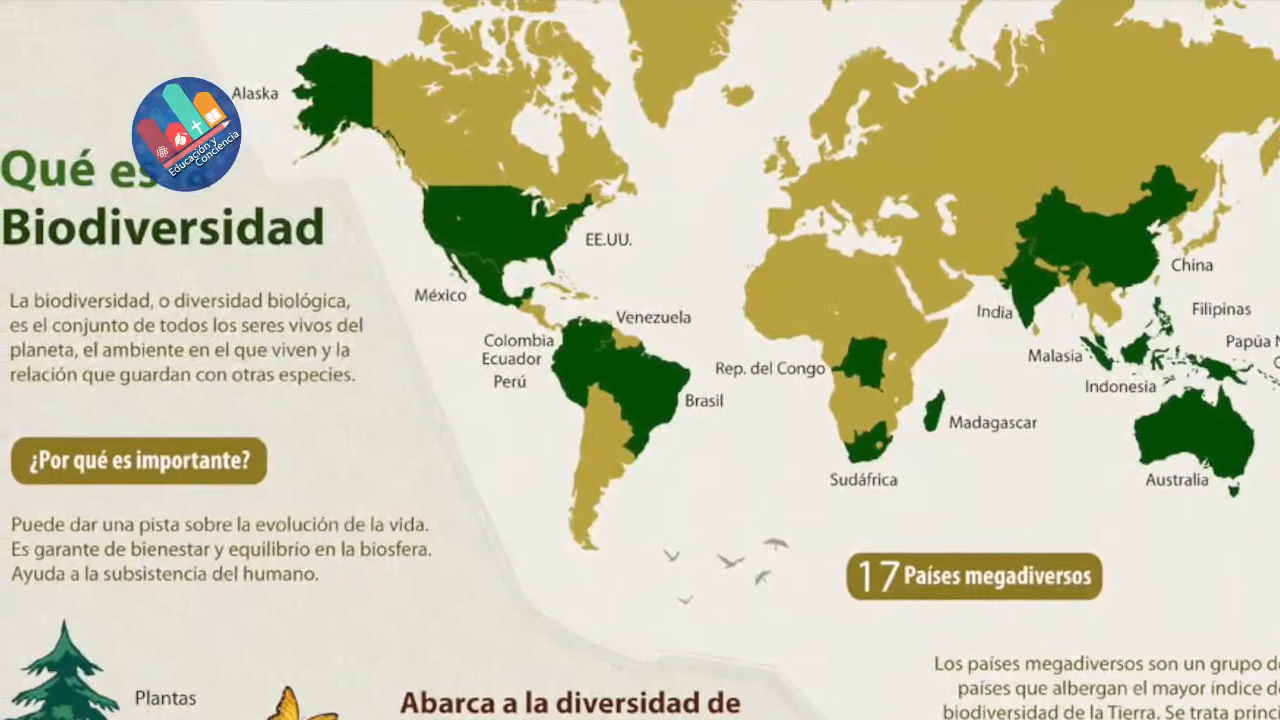 Alaska
Educación y
Conciencia
Qué es
Biodiversidad
EE.UU.
China
La biodiversidad, o diversidad biológica,
es el conjunto de todos los seres vivos del
planeta, el ambiente en el que viven y la
relación que guardan con otras especies.
México
Venezuela
India
Filipinas
Colombia
Ecuador
Perú
Malasia
Papúa
Rep. del Congo
Indonesia
Brasil
Madagascar
¿Por qué es importante?
Sudáfrica
Australia
Puede dar una pista sobre la evolución de la vida.
Es garante de bienestar y equilibrio en la biosfera.
Ayuda a la subsistencia del humano.
17 Países megadiversos
Los países megadiversos son un grupo
países que albergan el mayor índice
biodiversidad de la Tierra. Se trata
Plantas
Abarca a la diversidad de